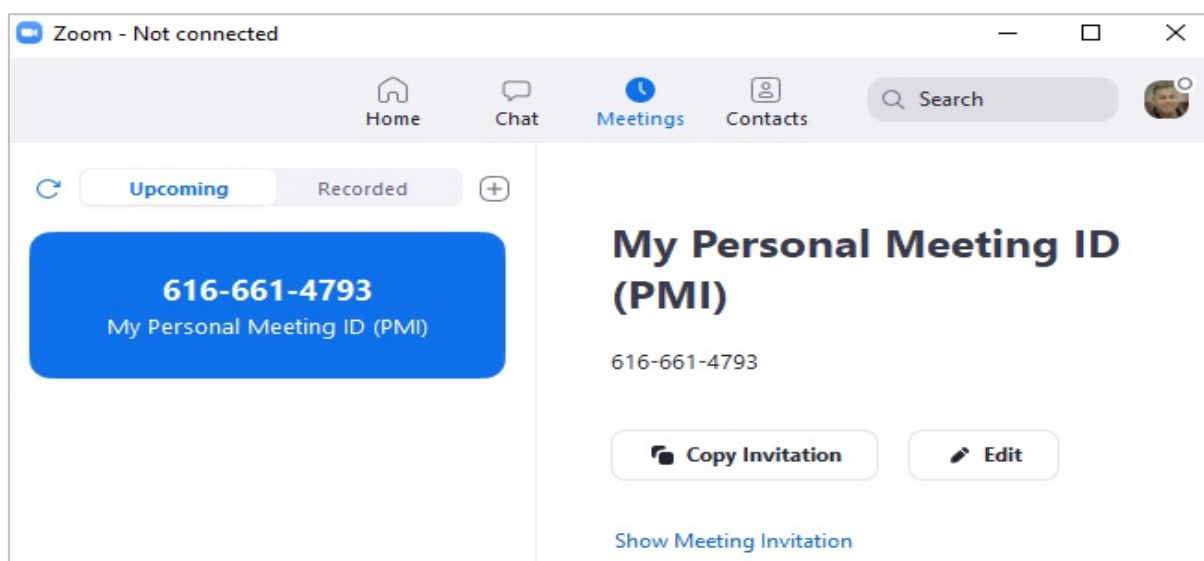 Zoom - Not connected
Home Chat Meetings Contacts Search
Upcoming Recorded
616-661-4793
My Personal Meeting ID (PMI)
My Personal Meeting ID
(PMI)
616-661-4793
Copy Invitation Edit
Show Meeting Invitation